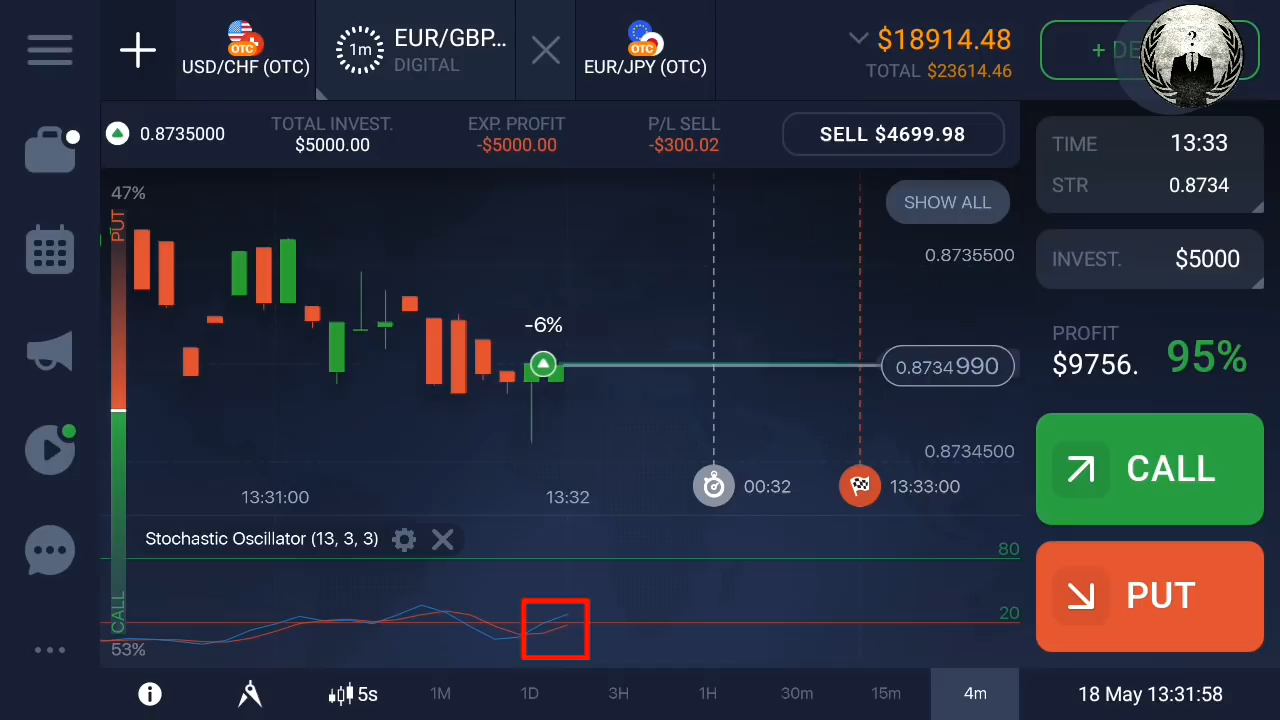 OTC
USD/CHF (OTC)
1m
EUR/GBP...
DIGITAL
OTC
EUR/JPY (OTC)
$18914.48
TOTAL $23614.46
+ DE
?
0.8735000
TOTAL INVEST.
$5000.00
EXP. PROFIT
-$5000.00
P/L SELL
-$300.02
SELL $4699.98
TIME 13:33
STR 0.8734
INVEST. $5000
PROFIT
$9756.
95%
CALL
PUT
47%
PUT
SHOW ALL
0.8735500
-6%
0.8734990
0.8734500
13:31:00
13:32
00:32
13:33:00
Stochastic Oscillator (13, 3, 3)
80
20
CALL
53%
5s
1M
1D
3H
1H
30m
15m
4m
18 May 13:31:58